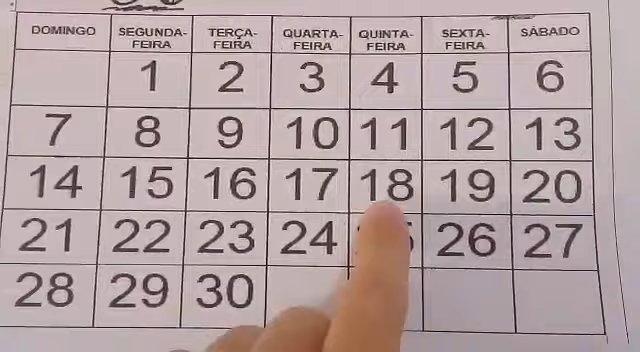 DOMINGO SEGUNDA-FEIRA TERÇA-FEIRA QUARTA-FEIRA QUINTA-FEIRA SEXTA-FEIRA SÁBADO
1 2 3 4 5 6
7 8 9 10 11 12 13
14 15 16 17 18 19 20
21 22 23 24 26 27
28 29 30